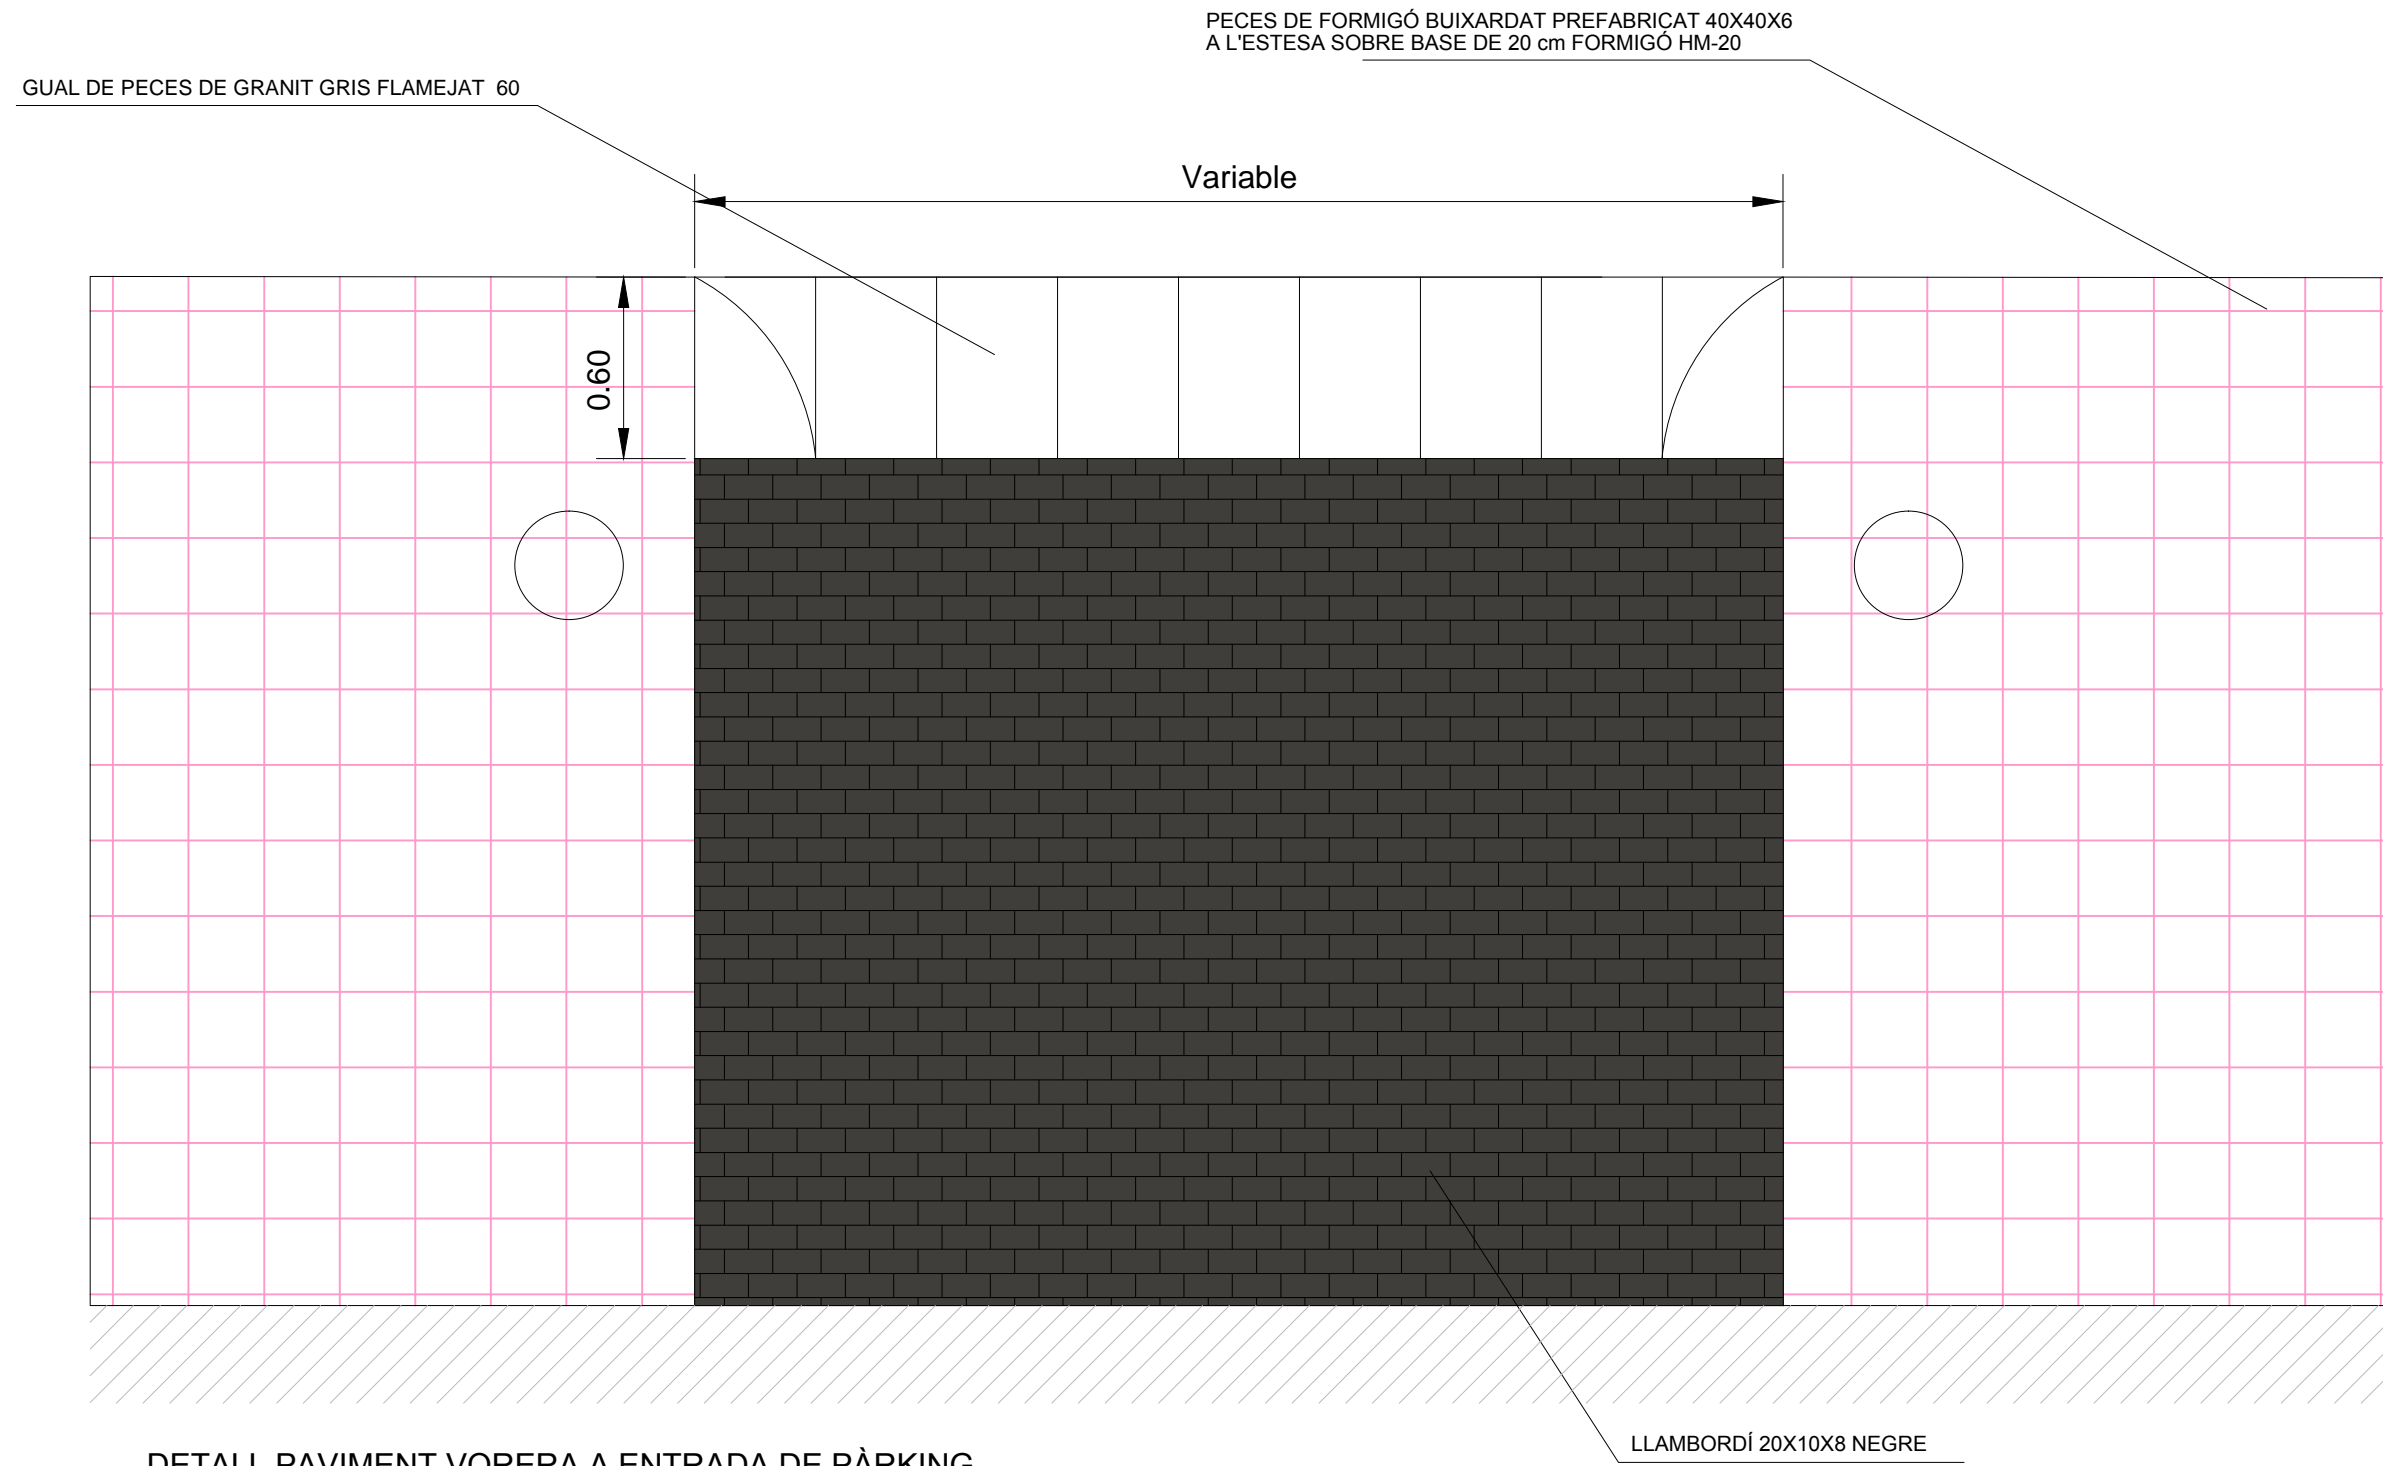 PECES DE FORMIGÓ BUIXARDAT PREFABRICAT 40X40X6
A L'ESTESA SOBRE BASE DE 20 cm FORMIGÓ HM-20
GUAL DE PECES DE GRANIT GRIS FLAMEJAT 60
Variable
0.60
LLAMBORDÍ 20X10X8 NEGRE
DETALL PAVIMENT VORERA A ENTRADA DE PÀRKING